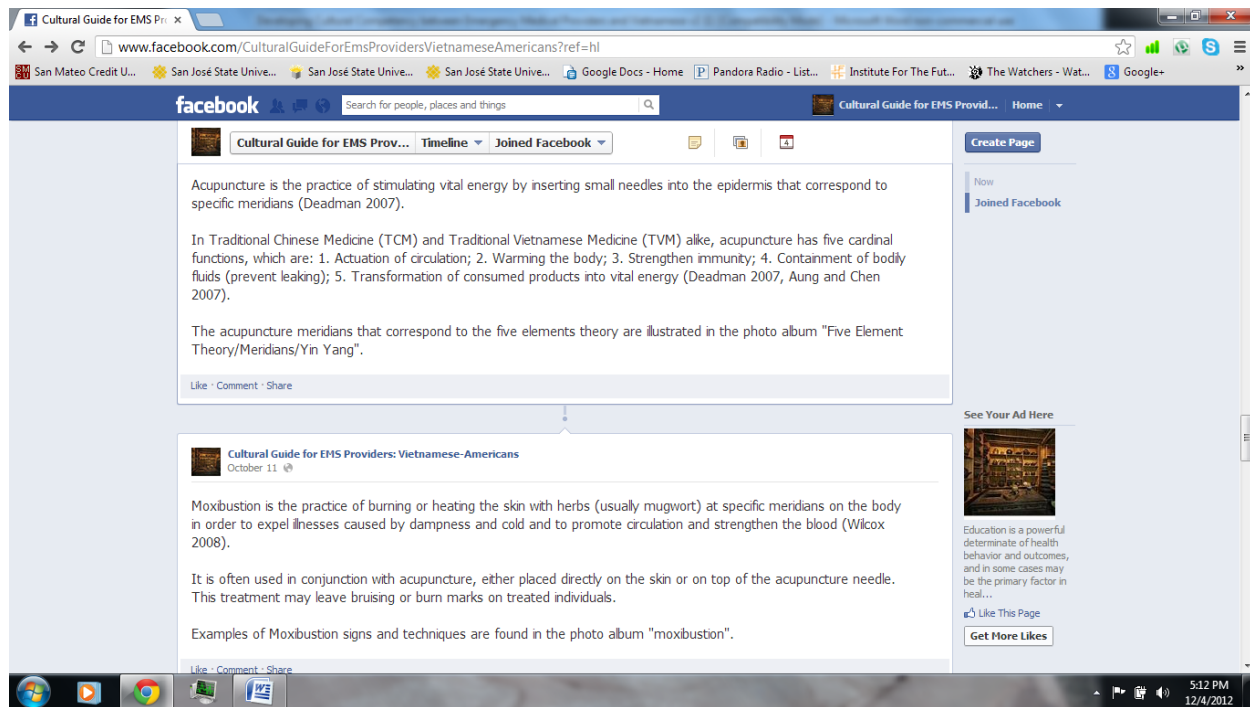 Cultural Guide for EMS Pro
www.facebook.com/CulturalGuideForEmsProvidersVietnameseAmericans?ref=hl
San Mateo Credit U... San José State Unive... San José State Unive... San José State Unive... Google Docs - Home Pandora Radio - List... Institute For The Fut... The Watchers - Wat... Google+ »
facebook Search for people, places and things Cultural Guide for EMS Provid... Home
Cultural Guide for EMS Prov... Timeline Joined Facebook 4 Create Page
Acupuncture is the practice of stimulating vital energy by inserting small needles into the epidermis that correspond to
specific meridians (Deadman 2007).
In Traditional Chinese Medicine (TCM) and Traditional Vietnamese Medicine (TVM) alike, acupuncture has five cardinal
functions, which are: 1. Actuation of circulation; 2. Warming the body; 3. Strengthen immunity; 4. Containment of bodily
fluids (prevent leaking); 5. Transformation of consumed products into vital energy (Deadman 2007, Aung and Chen
2007).
The acupuncture meridians that correspond to the five elements theory are illustrated in the photo album "Five Element
Theory/Meridians/Yin Yang".
Like · Comment · Share
Now
Joined Facebook
Cultural Guide for EMS Providers: Vietnamese-Americans
October 11
Moxibustion is the practice of burning or heating the skin with herbs (usually mugwort) at specific meridians on the body
in order to expel illnesses caused by dampness and cold and to promote circulation and strengthen the blood (Wilcox
2008).
It is often used in conjunction with acupuncture, either placed directly on the skin or on top of the acupuncture needle.
This treatment may leave bruising or burn marks on treated individuals.
Examples of Moxibustion signs and techniques are found in the photo album "moxibustion".
Like · Comment · Share
See Your Ad Here
Education is a powerful
determinate of health
behavior and outcomes,
and in some cases may
be the primary factor in
heal...
Like This Page
Get More Likes
5:12 PM
12/4/2012